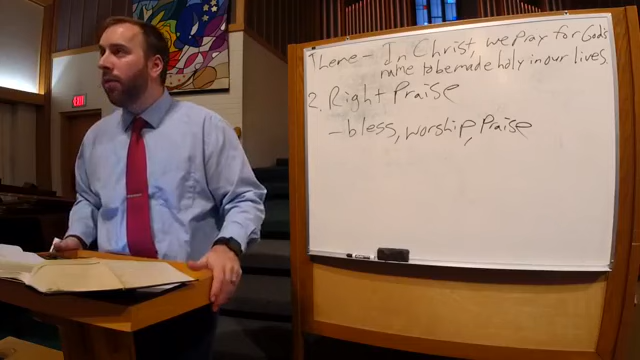 Theme - In Christ, we pray for God's
name to be made holy in our lives.
2. Right Praise
- bless, worship, Praise
EXIT